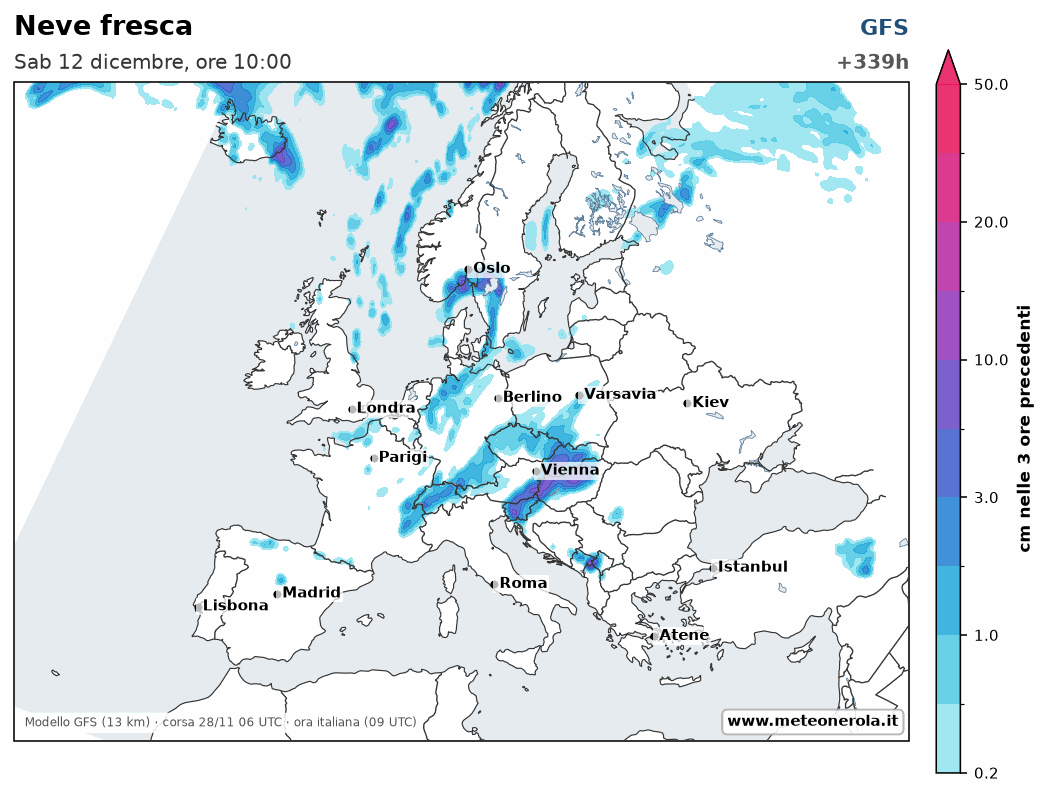 Neve fresca
GFS
Sab 12 dicembre, ore 10:00
+339h
50.0
20.0
10.0
3.0
1.0
0.2
cm nelle 3 ore precedenti
Oslo
Berlino
Varsavia
Kiev
Londra
Parigi
Vienna
Istanbul
Roma
Madrid
Lisbona
Atene
Modello GFS (13 km) · corsa 28/11 06 UTC · ora italiana (09 UTC)
www.meteonerola.it